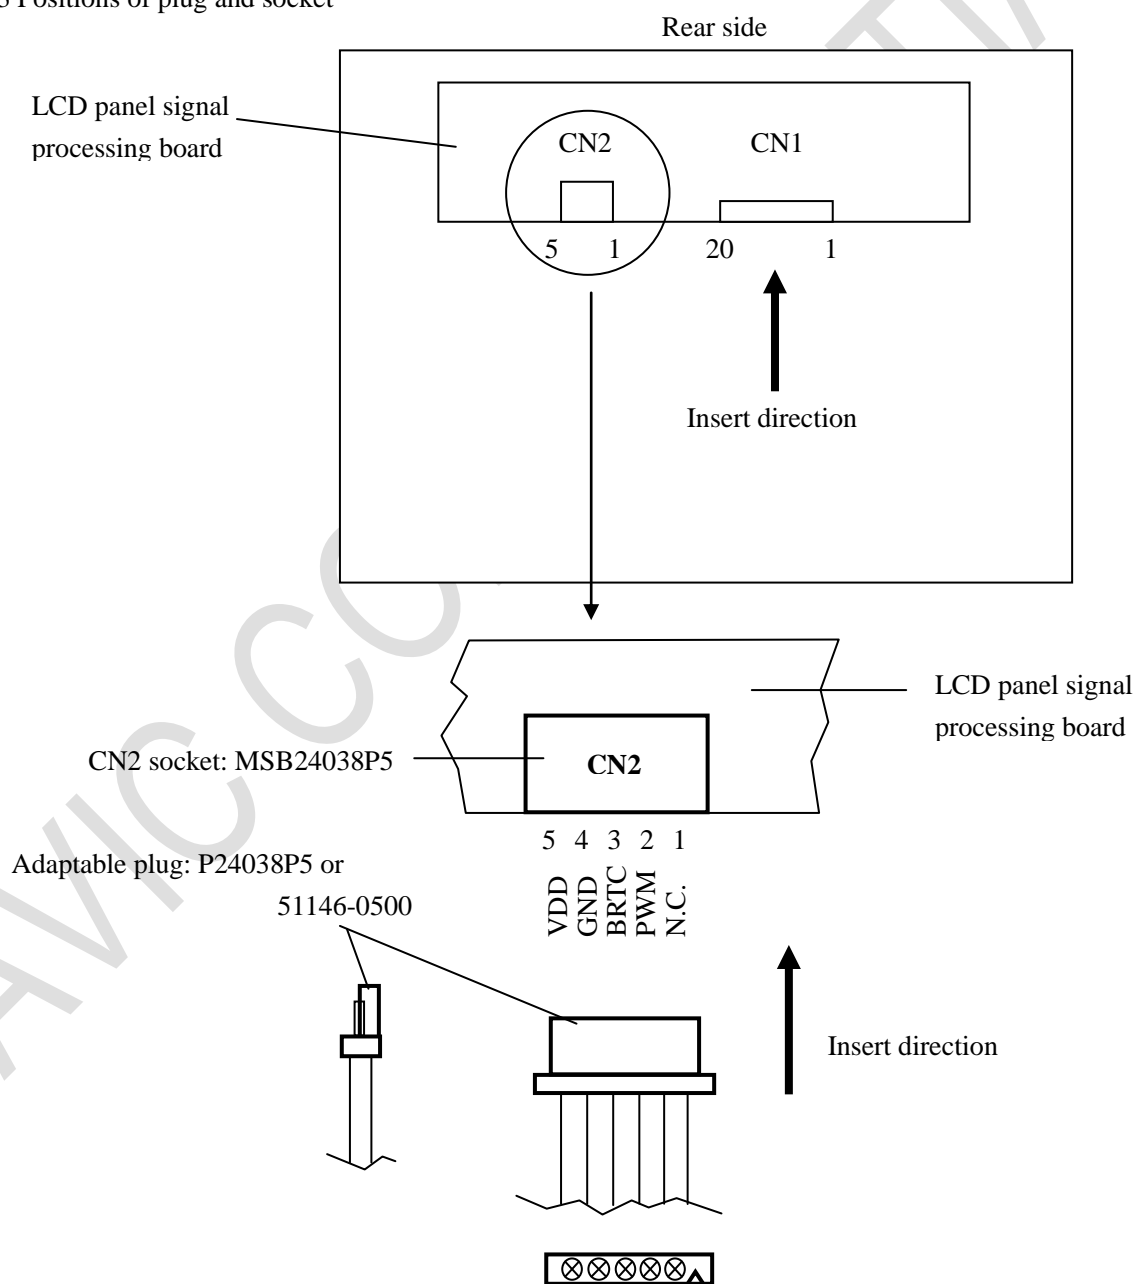 Positions of plug and socket
Rear side
LCD panel signal
processing board
CN2
CN1
5 1 20 1
Insert direction
LCD panel signal
processing board
CN2 socket: MSB24038P5
CN2
5 4 3 2 1
Adaptable plug: P24038P5 or
51146-0500
VDD
GND
BRTC
PWM
N.C.
Insert direction